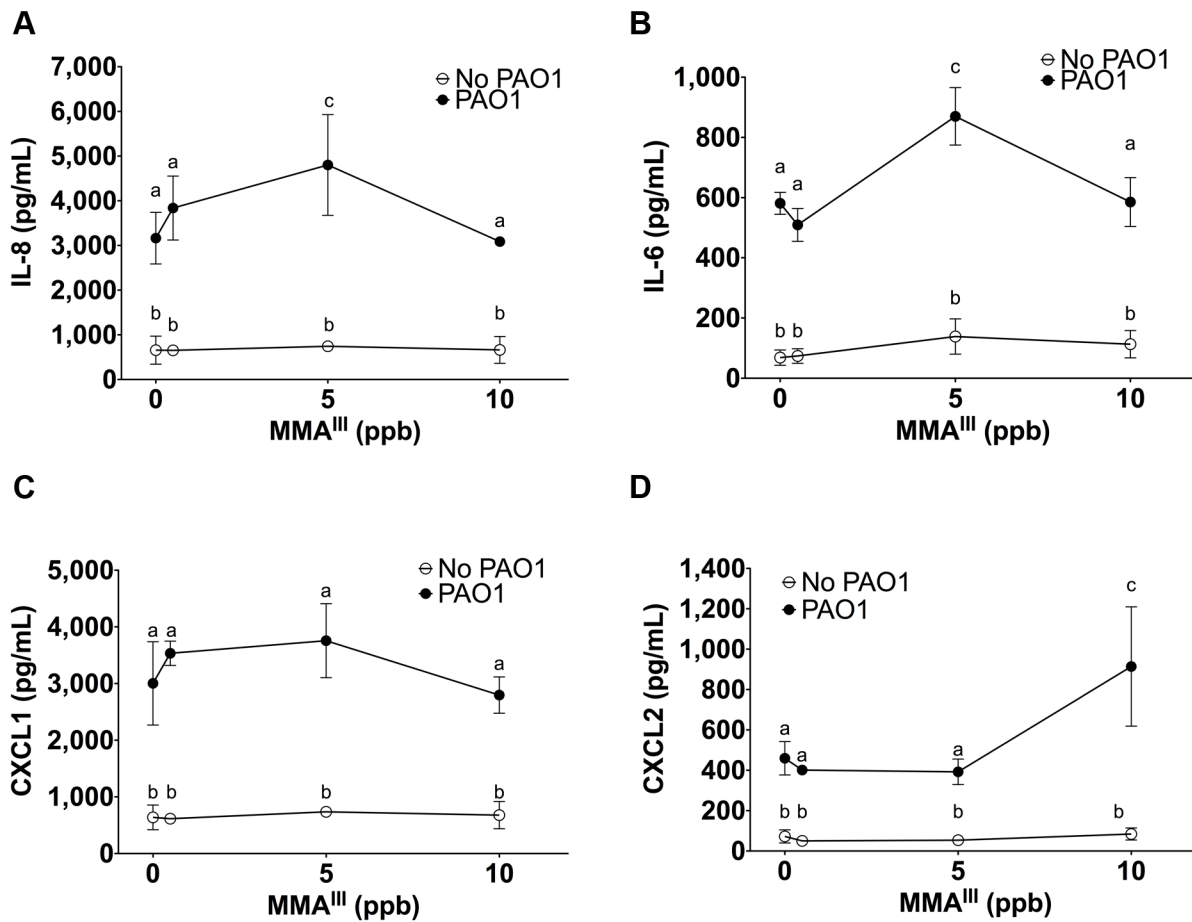 A
7,000
6,000
5,000
4,000
3,000
2,000
1,000
0
IL-8 (pg/mL)
No PAO1
PAO1
a
a
c
a
b
b
b
b
0
5
10
MMA^III (ppb)
B
1,000
800
600
400
200
0
IL-6 (pg/mL)
No PAO1
PAO1
a
a
c
a
b
b
b
b
0
5
10
MMA^III (ppb)
C
5,000
4,000
3,000
2,000
1,000
0
CXCL1 (pg/mL)
No PAO1
PAO1
a
a
a
a
b
b
b
b
0
5
10
MMA^III (ppb)
D
1,400
1,200
1,000
800
600
400
200
0
CXCL2 (pg/mL)
No PAO1
PAO1
a
a
a
c
b
b
b
b
0
5
10
MMA^III (ppb)